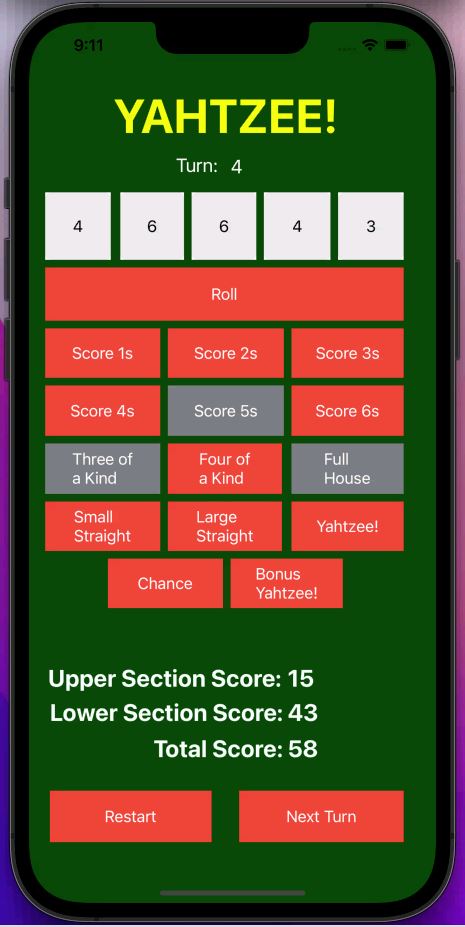 9:11
YAHTZEE!
Turn: 4
4 6 6 4 3
Roll
Score 1s Score 2s Score 3s
Score 4s Score 5s Score 6s
Three of
a Kind
Four of
a Kind
Full
House
Small
Straight
Large
Straight
Yahtzee!
Chance
Bonus
Yahtzee!
Upper Section Score: 15
Lower Section Score: 43
Total Score: 58
Restart Next Turn